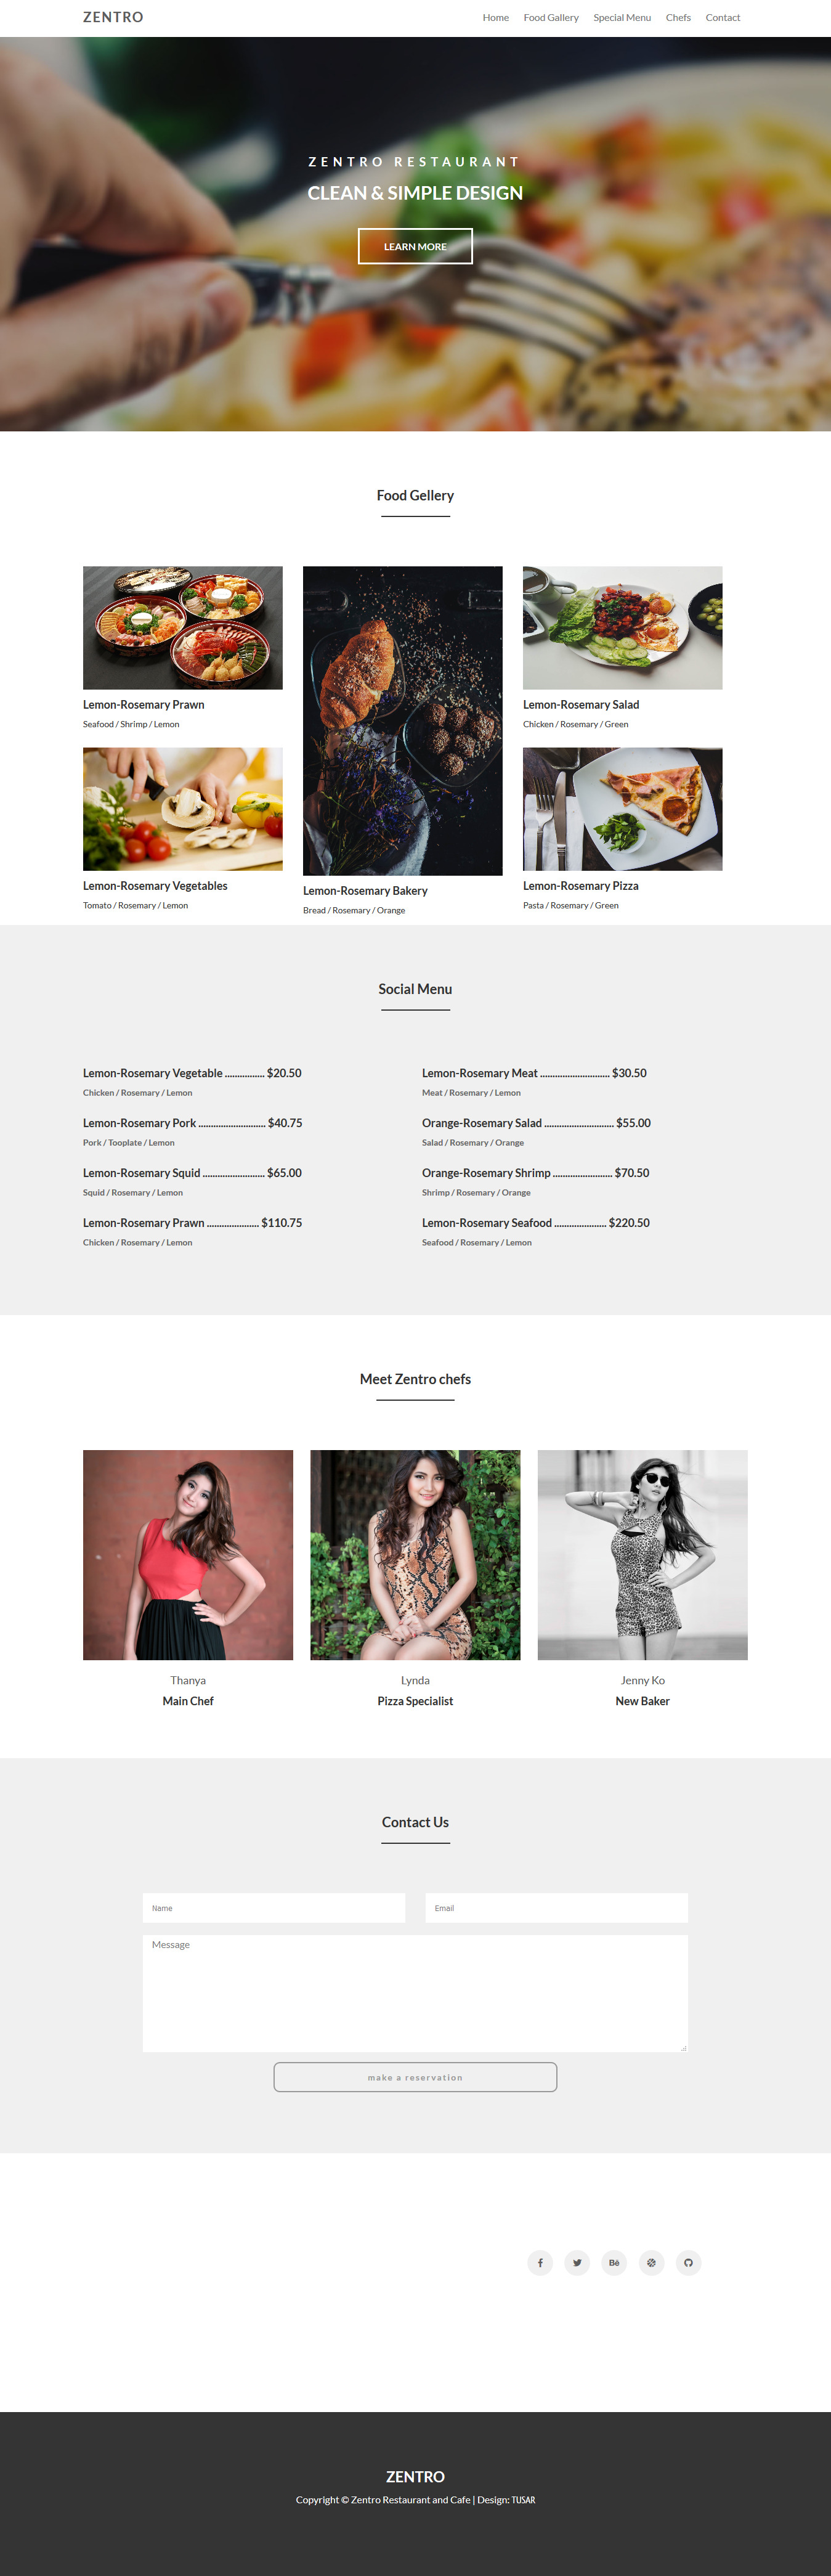 ZENTRO
Home Food Gellery Special Menu Chefs Contact
ZENTRO RESTAURANT
CLEAN & SIMPLE DESIGN
LEARN MORE
Food Gellery
Lemon-Rosemary Prawn
Seafood / Shrimp / Lemon
Lemon-Rosemary Vegetables
Tomato / Rosemary / Lemon
Lemon-Rosemary Bakery
Bread / Rosemary / Orange
Lemon-Rosemary Salad
Chicken / Rosemary / Green
Lemon-Rosemary Pizza
Pasta / Rosemary / Green
Social Menu
Lemon-Rosemary Vegetable ................ $20.50
Chicken / Rosemary / Lemon
Lemon-Rosemary Pork ........................... $40.75
Pork / Tooplate / Lemon
Lemon-Rosemary Squid ......................... $65.00
Squid / Rosemary / Lemon
Lemon-Rosemary Prawn ..................... $110.75
Chicken / Rosemary / Lemon
Lemon-Rosemary Meat ............................ $30.50
Meat / Rosemary / Lemon
Orange-Rosemary Salad ............................ $55.00
Salad / Rosemary / Orange
Orange-Rosemary Shrimp ........................ $70.50
Shrimp / Rosemary / Orange
Lemon-Rosemary Seafood ..................... $220.50
Seafood / Rosemary / Lemon
Meet Zentro chefs
Thanya
Main Chef
Lynda
Pizza Specialist
Jenny Ko
New Baker
Contact Us
Name
Email
Message
make a reservation
ZENTRO
Copyright © Zentro Restaurant and Cafe | Design: TUSAR